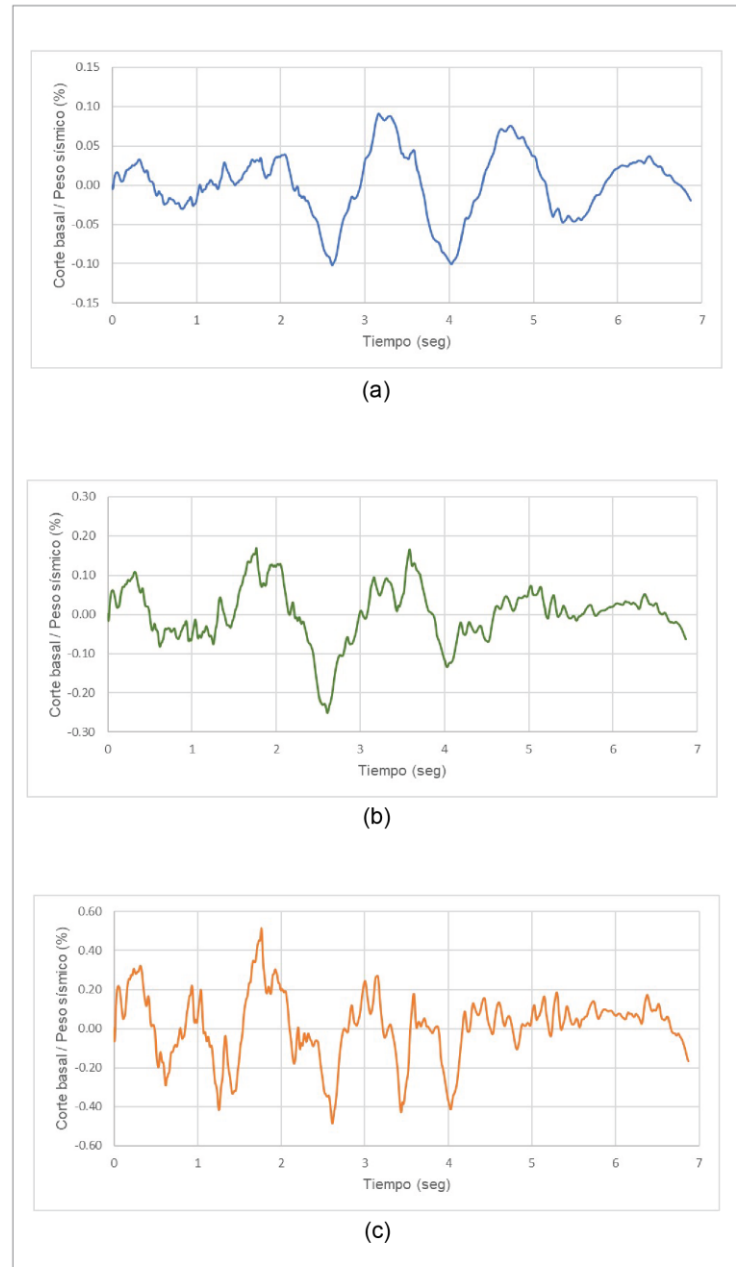 Corte basal / Peso sísmico (%)
0.15
0.10
0.05
0.00
-0.05
-0.10
-0.15
0 1 2 3 4 5 6 7
Tiempo (seg)
(a)
Corte basal / Peso sísmico (%)
0.30
0.20
0.10
0.00
-0.10
-0.20
-0.30
0 1 2 3 4 5 6 7
Tiempo (seg)
(b)
Corte basal / Peso sísmico (%)
0.60
0.40
0.20
0.00
-0.20
-0.40
-0.60
0 1 2 3 4 5 6 7
Tiempo (seg)
(c)